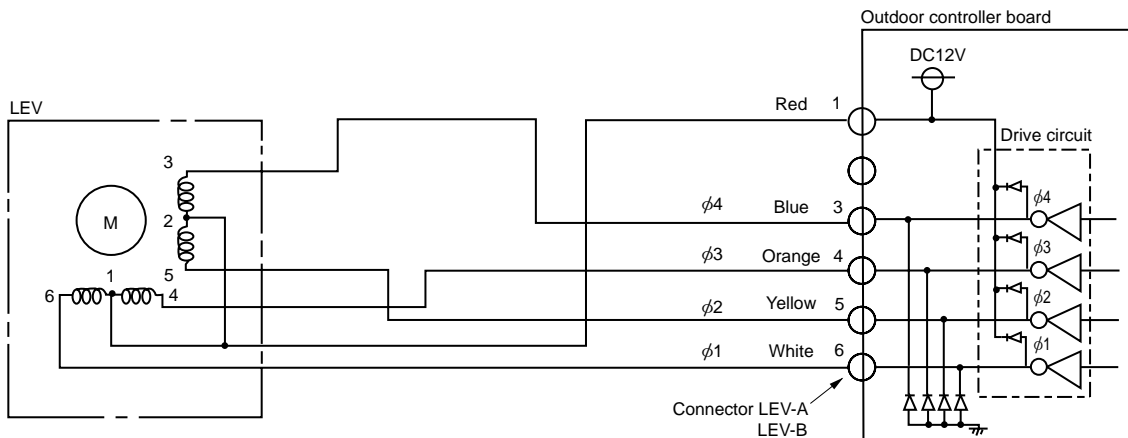 Outdoor controller board
DC12V
LEV
Red 1
Drive circuit
3
M
2
ϕ4 Blue 3
ϕ4
ϕ3 Orange 4
ϕ3
1 5
6 4
ϕ2 Yellow 5
ϕ2
ϕ1 White 6
ϕ1
Connector LEV-A
LEV-B